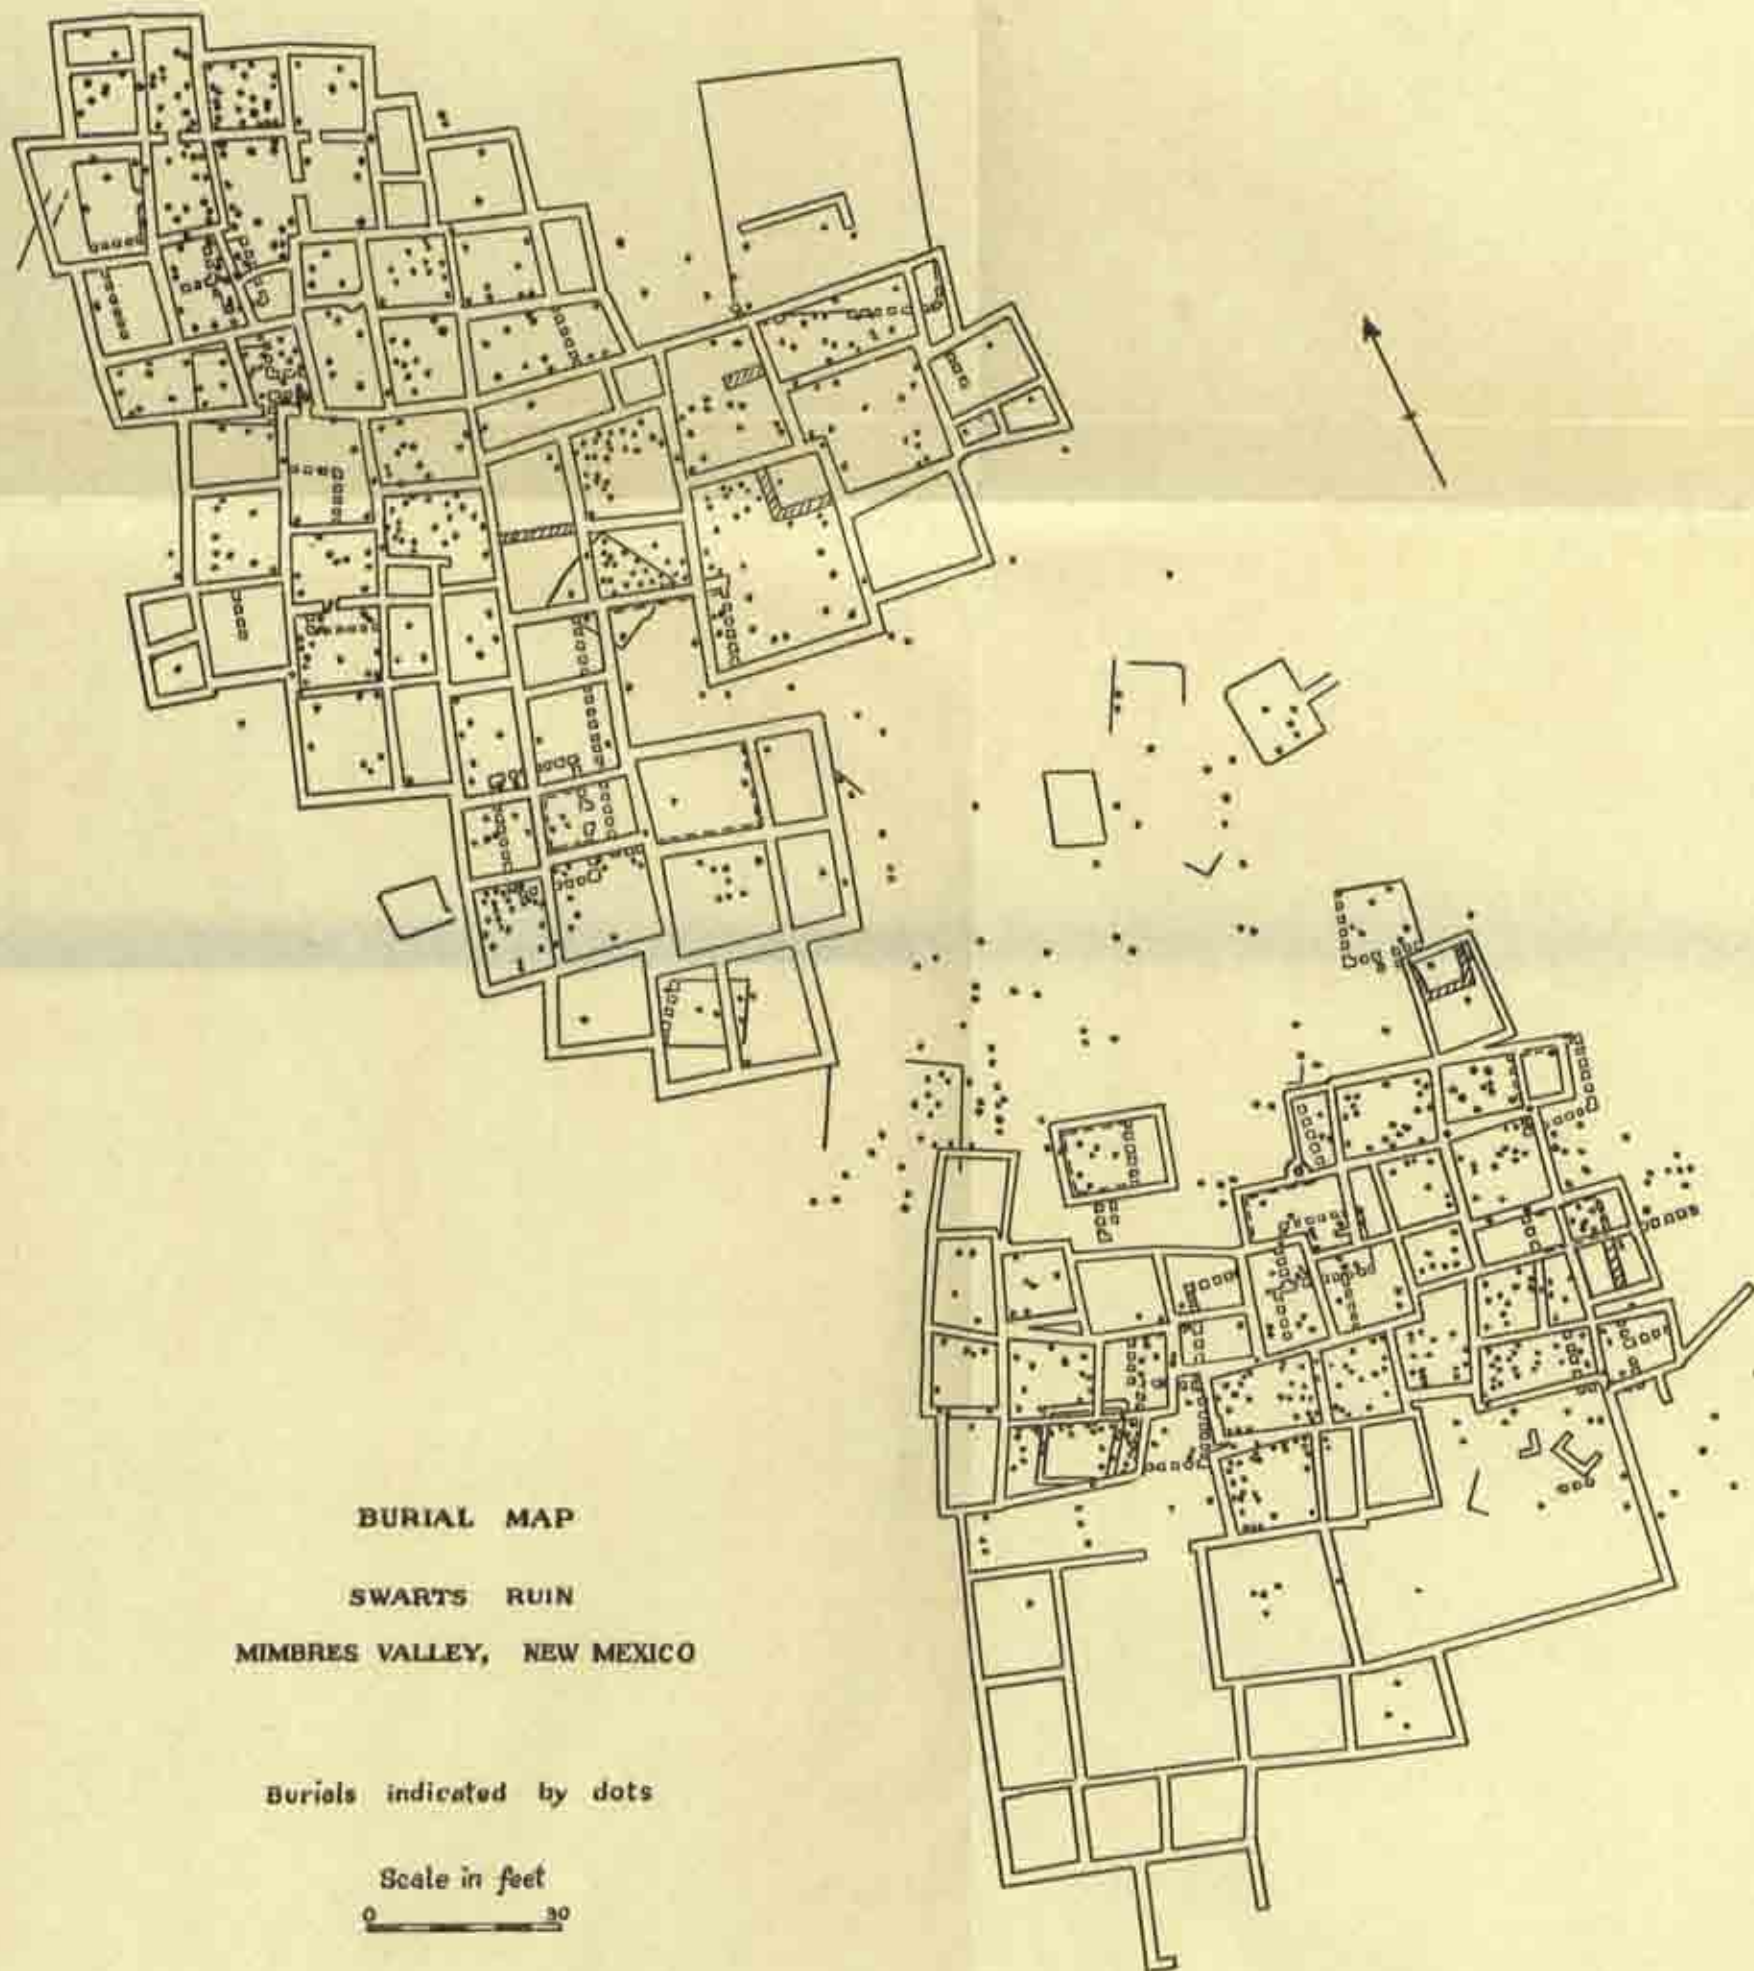 BURIAL MAP
SWARTS RUIN
MIMBRES VALLEY, NEW MEXICO
Burials indicated by dots
Scale in feet
0 30